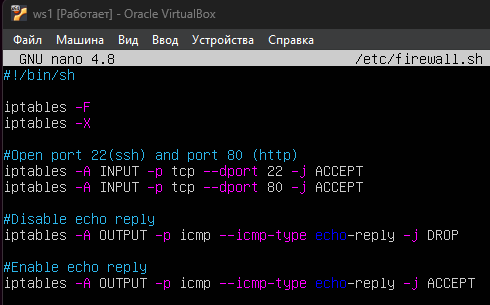 ws1 [Работает] - Oracle VirtualBox
Файл Машина Вид Ввод Устройства Справка
GNU nano 4.8 /etc/firewall.sh
#!/bin/sh
iptables -F
iptables -X
#Open port 22(ssh) and port 80 (http)
iptables -A INPUT -p tcp --dport 22 -j ACCEPT
iptables -A INPUT -p tcp --dport 80 -j ACCEPT
#Disable echo reply
iptables -A OUTPUT -p icmp --icmp-type echo-reply -j DROP
#Enable echo reply
iptables -A OUTPUT -p icmp --icmp-type echo-reply -j ACCEPT